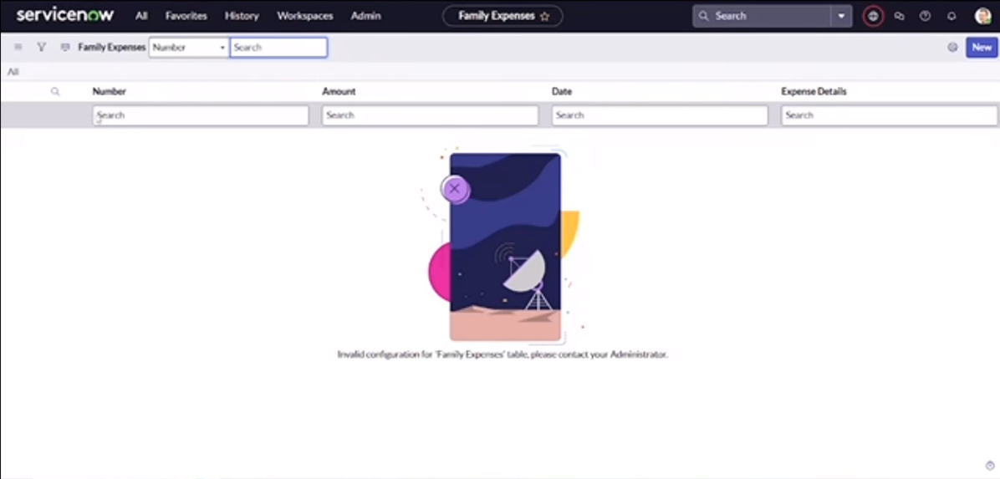 servicenow All Favorites History Workspaces Admin Family Expenses Search
Family Expenses Number Search New
All
Number Amount Date Expense Details
Search Search Search Search
Invalid configuration for 'Family Expenses' table, please contact your Administrator.